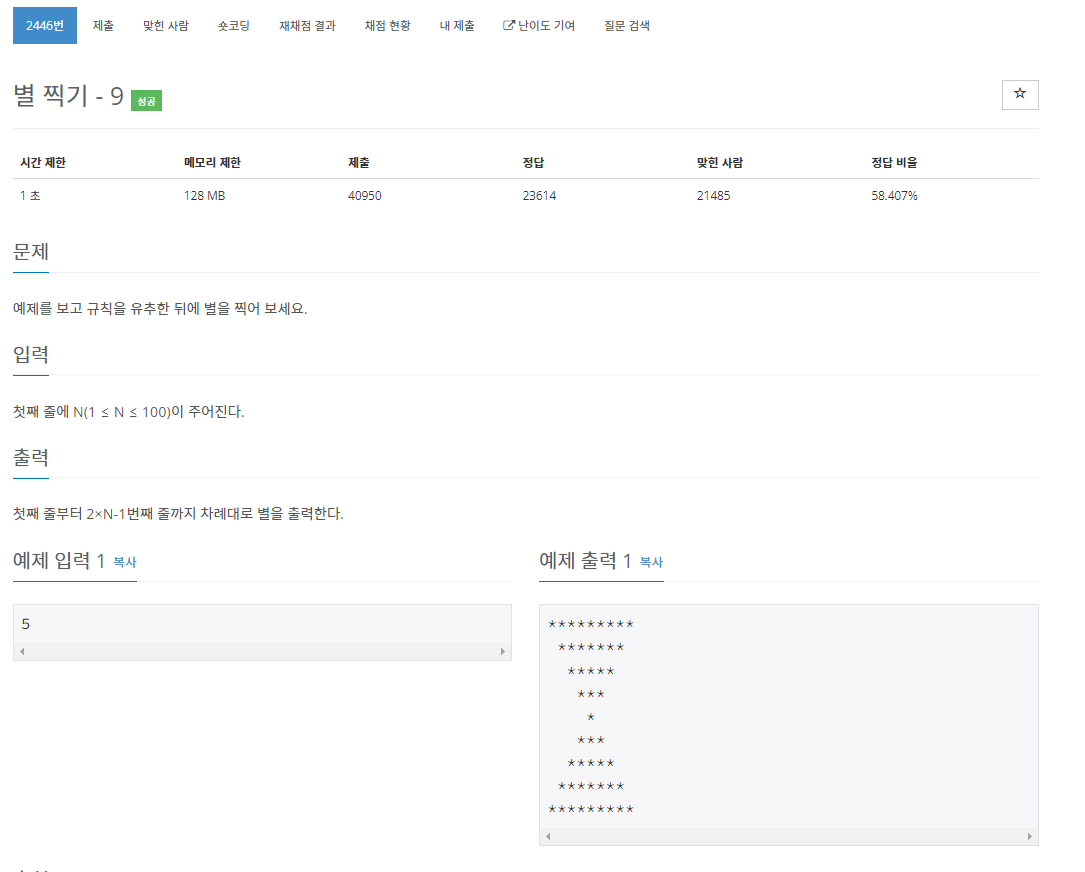 2446번 제출 맞힌 사람 숏코딩 재채점 결과 채점 현황 내 제출 난이도 기여 질문 검색
별 찍기 - 9 성공
시간 제한 메모리 제한 제출 정답 맞힌 사람 정답 비율
1 초 128 MB 40950 23614 21485 58.407%
문제
예제를 보고 규칙을 유추한 뒤에 별을 찍어 보세요.
입력
첫째 줄에 N(1 ≤ N ≤ 100)이 주어진다.
출력
첫째 줄부터 2×N-1번째 줄까지 차례대로 별을 출력한다.
예제 입력 1 복사
5
예제 출력 1 복사
*********
 *******
  *****
   ***
    *
   ***
  *****
 *******
*********